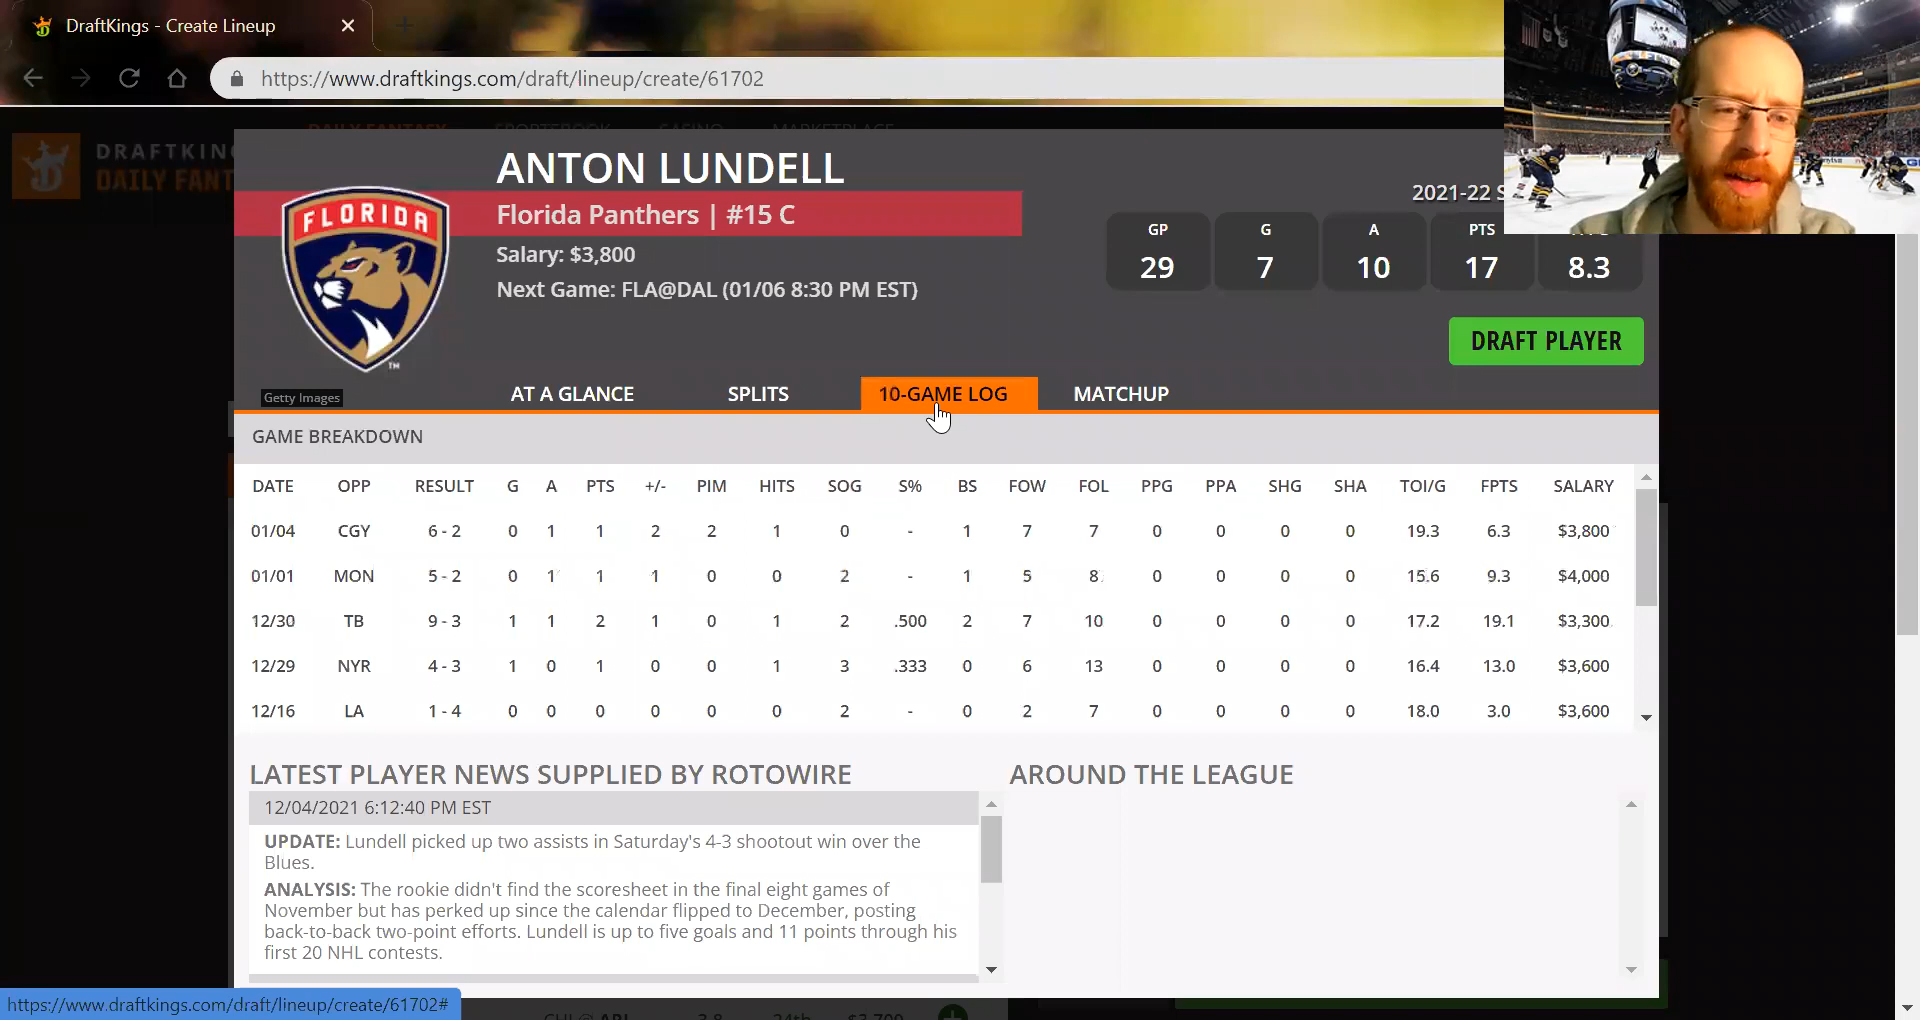 DraftKings - Create Lineup
https://www.draftkings.com/draft/lineup/create/61702
DRAFTKIN
DAILY FANT
ANTON LUNDELL
Florida Panthers | #15 C
Salary: $3,800
Next Game: FLA@DAL (01/06 8:30 PM EST)
FLORIDA
TM
Getty Images
2021-22 S
GP G A PTS
29 7 10 17 8.3
DRAFT PLAYER
AT A GLANCE SPLITS 10-GAME LOG MATCHUP
GAME BREAKDOWN
DATE OPP RESULT G A PTS +/- PIM HITS SOG S% BS FOW FOL PPG PPA SHG SHA TOI/G FPTS SALARY
01/04 CGY 6 - 2 0 1 1 2 2 1 0 - 1 7 7 0 0 0 0 19.3 6.3 $3,800
01/01 MON 5 - 2 0 1 1 1 0 0 2 - 1 5 8 0 0 0 0 15.6 9.3 $4,000
12/30 TB 9 - 3 1 1 2 1 0 1 2 .500 2 7 10 0 0 0 0 17.2 19.1 $3,300
12/29 NYR 4 - 3 1 0 1 0 0 1 3 .333 0 6 13 0 0 0 0 16.4 13.0 $3,600
12/16 LA 1 - 4 0 0 0 0 0 0 2 - 0 2 7 0 0 0 0 18.0 3.0 $3,600
LATEST PLAYER NEWS SUPPLIED BY ROTOWIRE
12/04/2021 6:12:40 PM EST
UPDATE: Lundell picked up two assists in Saturday's 4-3 shootout win over the
Blues.
ANALYSIS: The rookie didn't find the scoresheet in the final eight games of
November but has perked up since the calendar flipped to December, posting
back-to-back two-point efforts. Lundell is up to five goals and 11 points through his
first 20 NHL contests.
AROUND THE LEAGUE
https://www.draftkings.com/draft/lineup/create/61702#